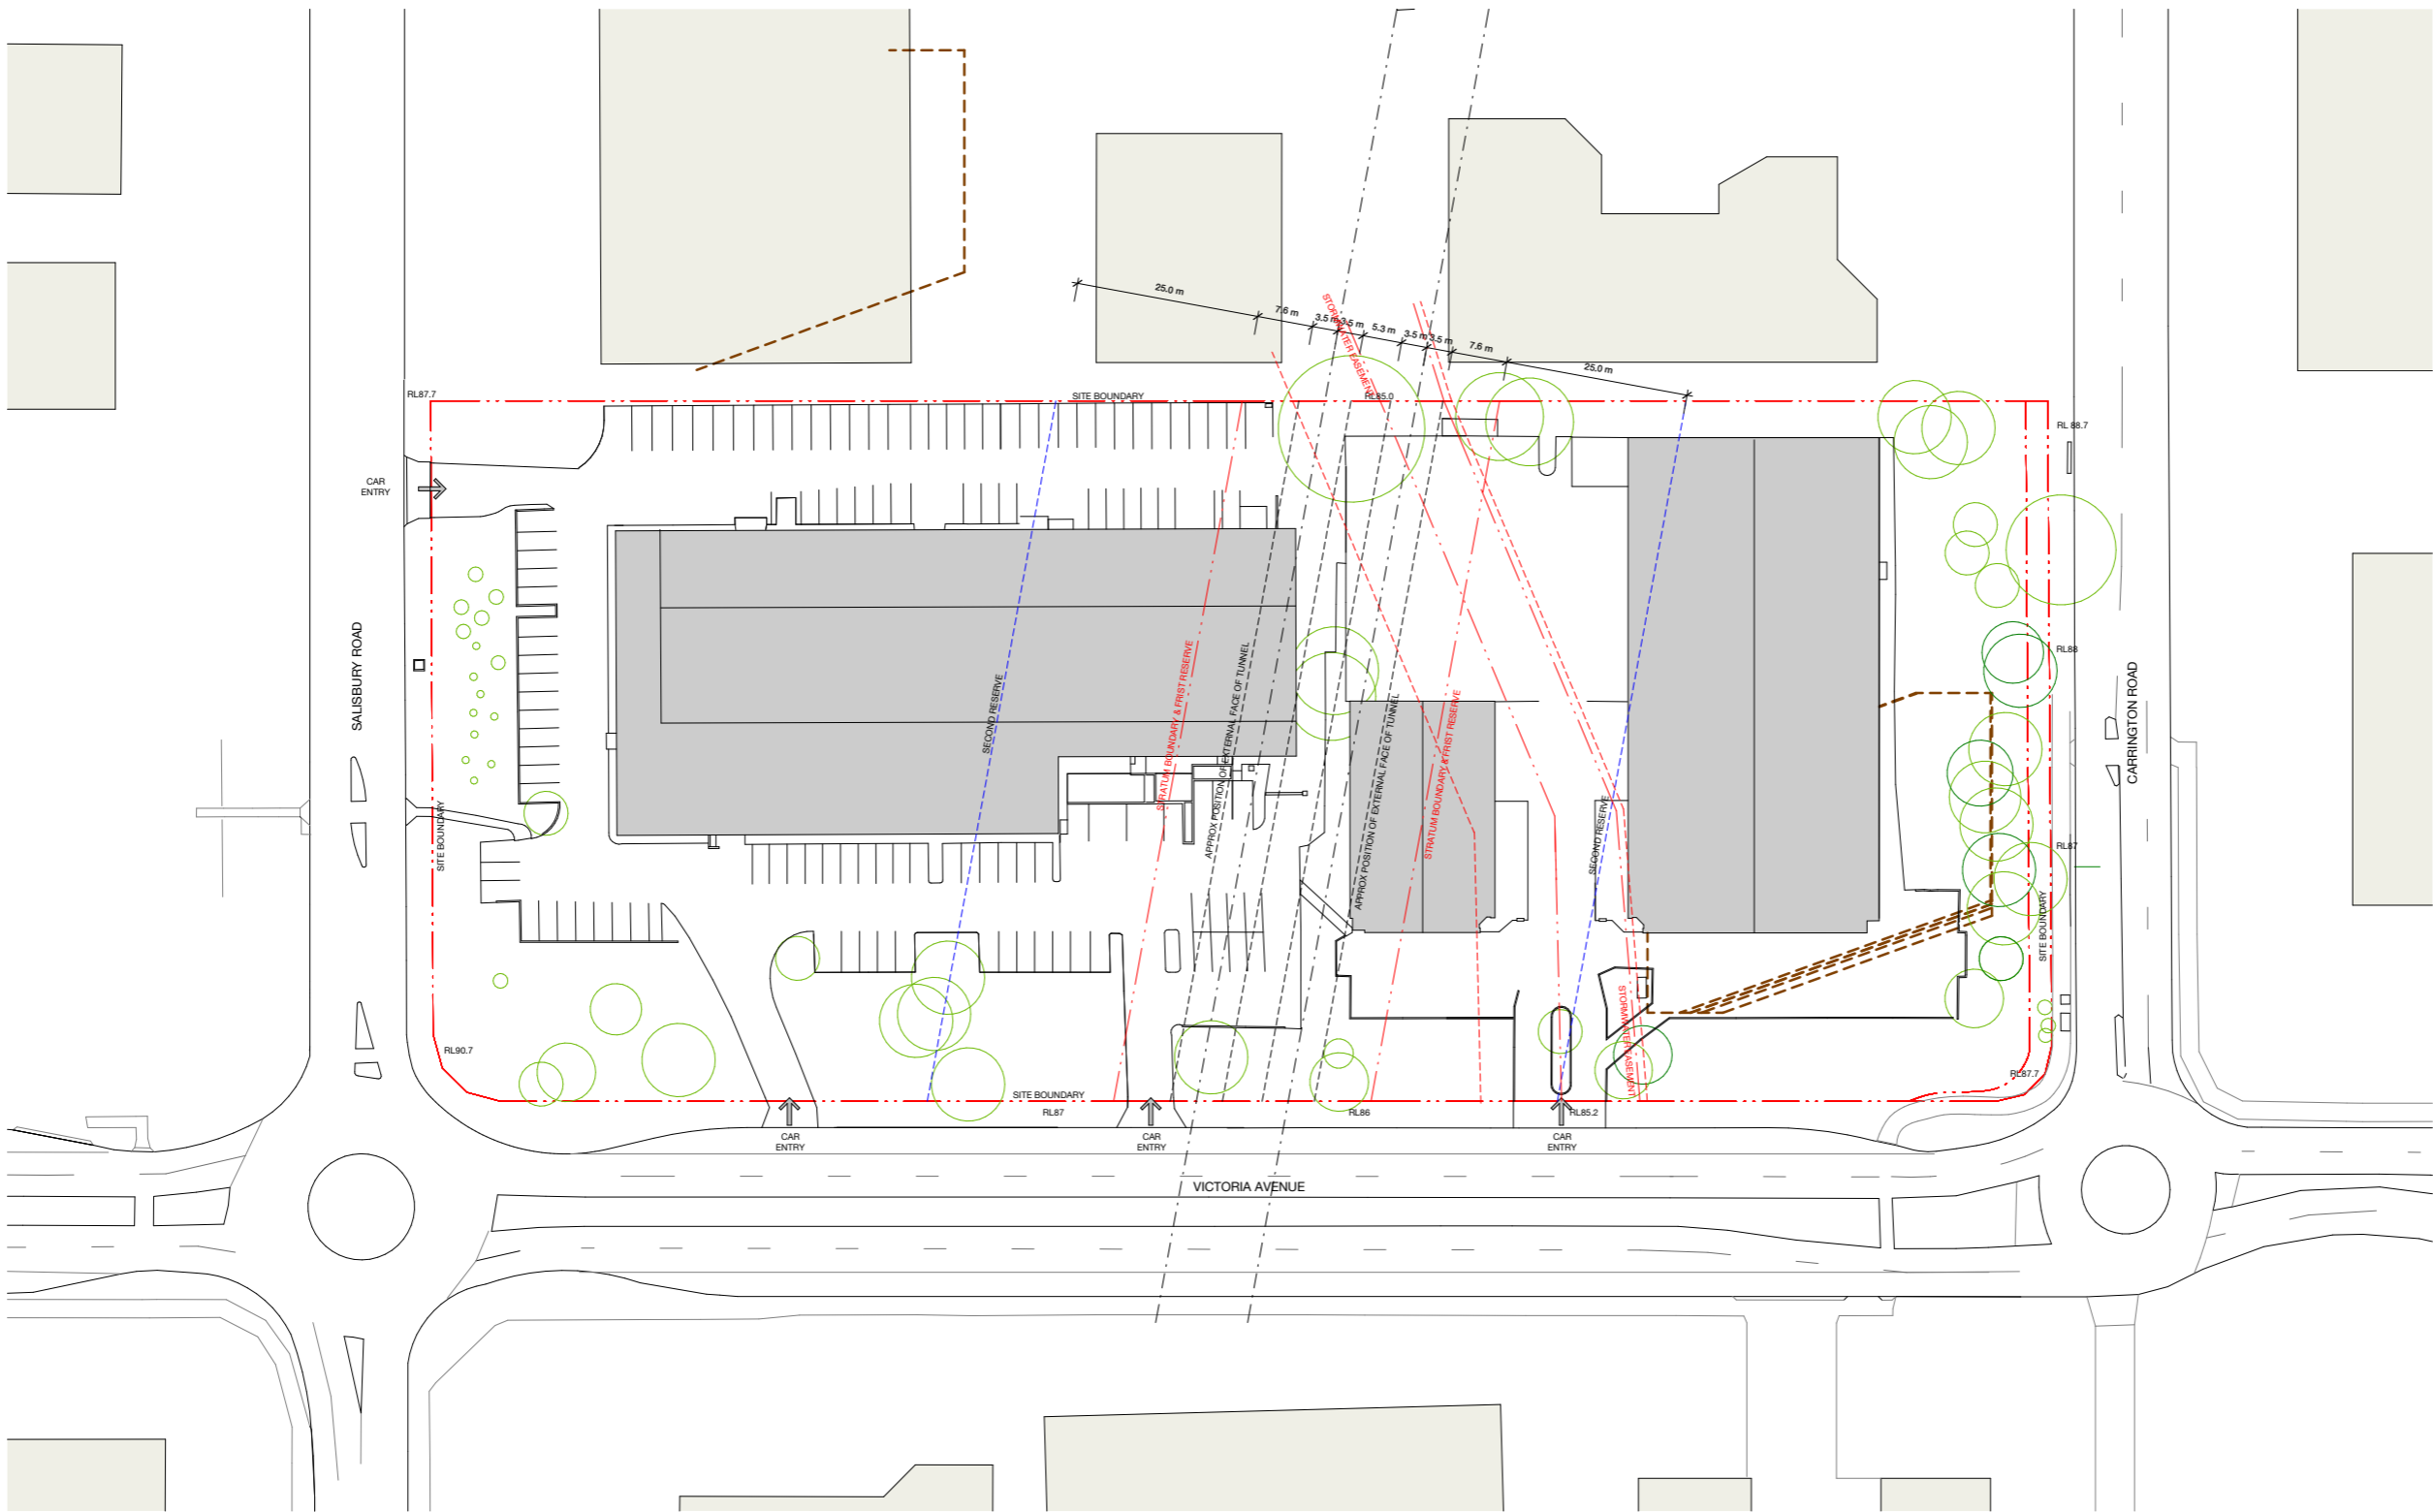 25.0 m
7.6 m
3.5 m
3.5 m
5.3 m
3.5 m
3.5 m
7.6 m
25.0 m
STORMWATER EASEMENT
RL87.7
SITE BOUNDARY
RL85.0
RL 88.7
CAR
ENTRY
SALISBURY ROAD
SECOND RESERVE
STRATUM BOUNDARY & FRIST RESERVE
APPROX POSITION OF EXTERNAL FACE OF TUNNEL
APPROX POSITION OF EXTERNAL FACE OF TUNNEL
STRATUM BOUNDARY & FRIST RESERVE
SECOND RESERVE
RL88
CARRINGTON ROAD
SITE BOUNDARY
RL87
SITE BOUNDARY
STORMWATER EASEMENT
RL90.7
RL87.7
SITE BOUNDARY
RL87
RL86
RL85.2
CAR
ENTRY
CAR
ENTRY
CAR
ENTRY
VICTORIA AVENUE